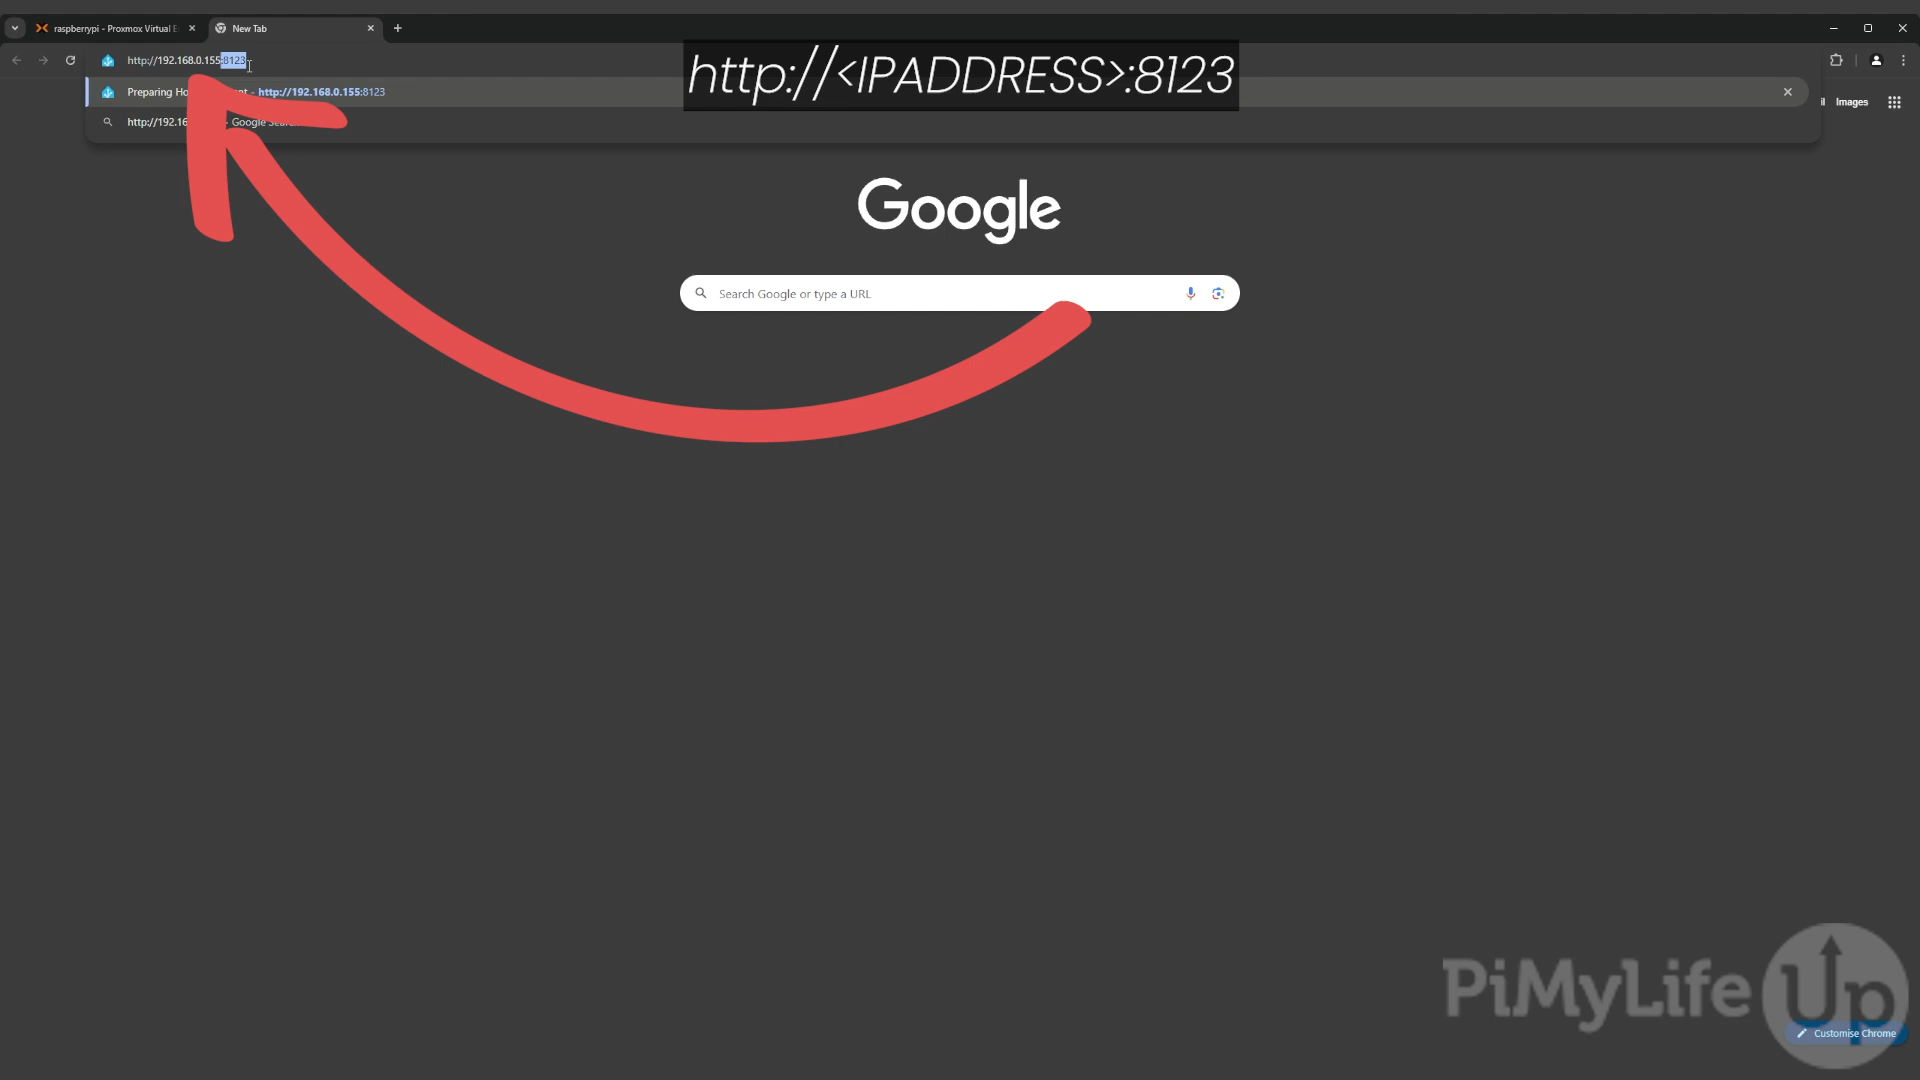 raspberrypi - Proxmox Virtual E
New Tab
http://192.168.0.155:8123
http://<IPADDRESS>:8123
Preparing Ho - http://192.168.0.155:8123
Images
http://192.16 - Google Search
Google
Search Google or type a URL
PiMyLifeUp
Customise Chrome